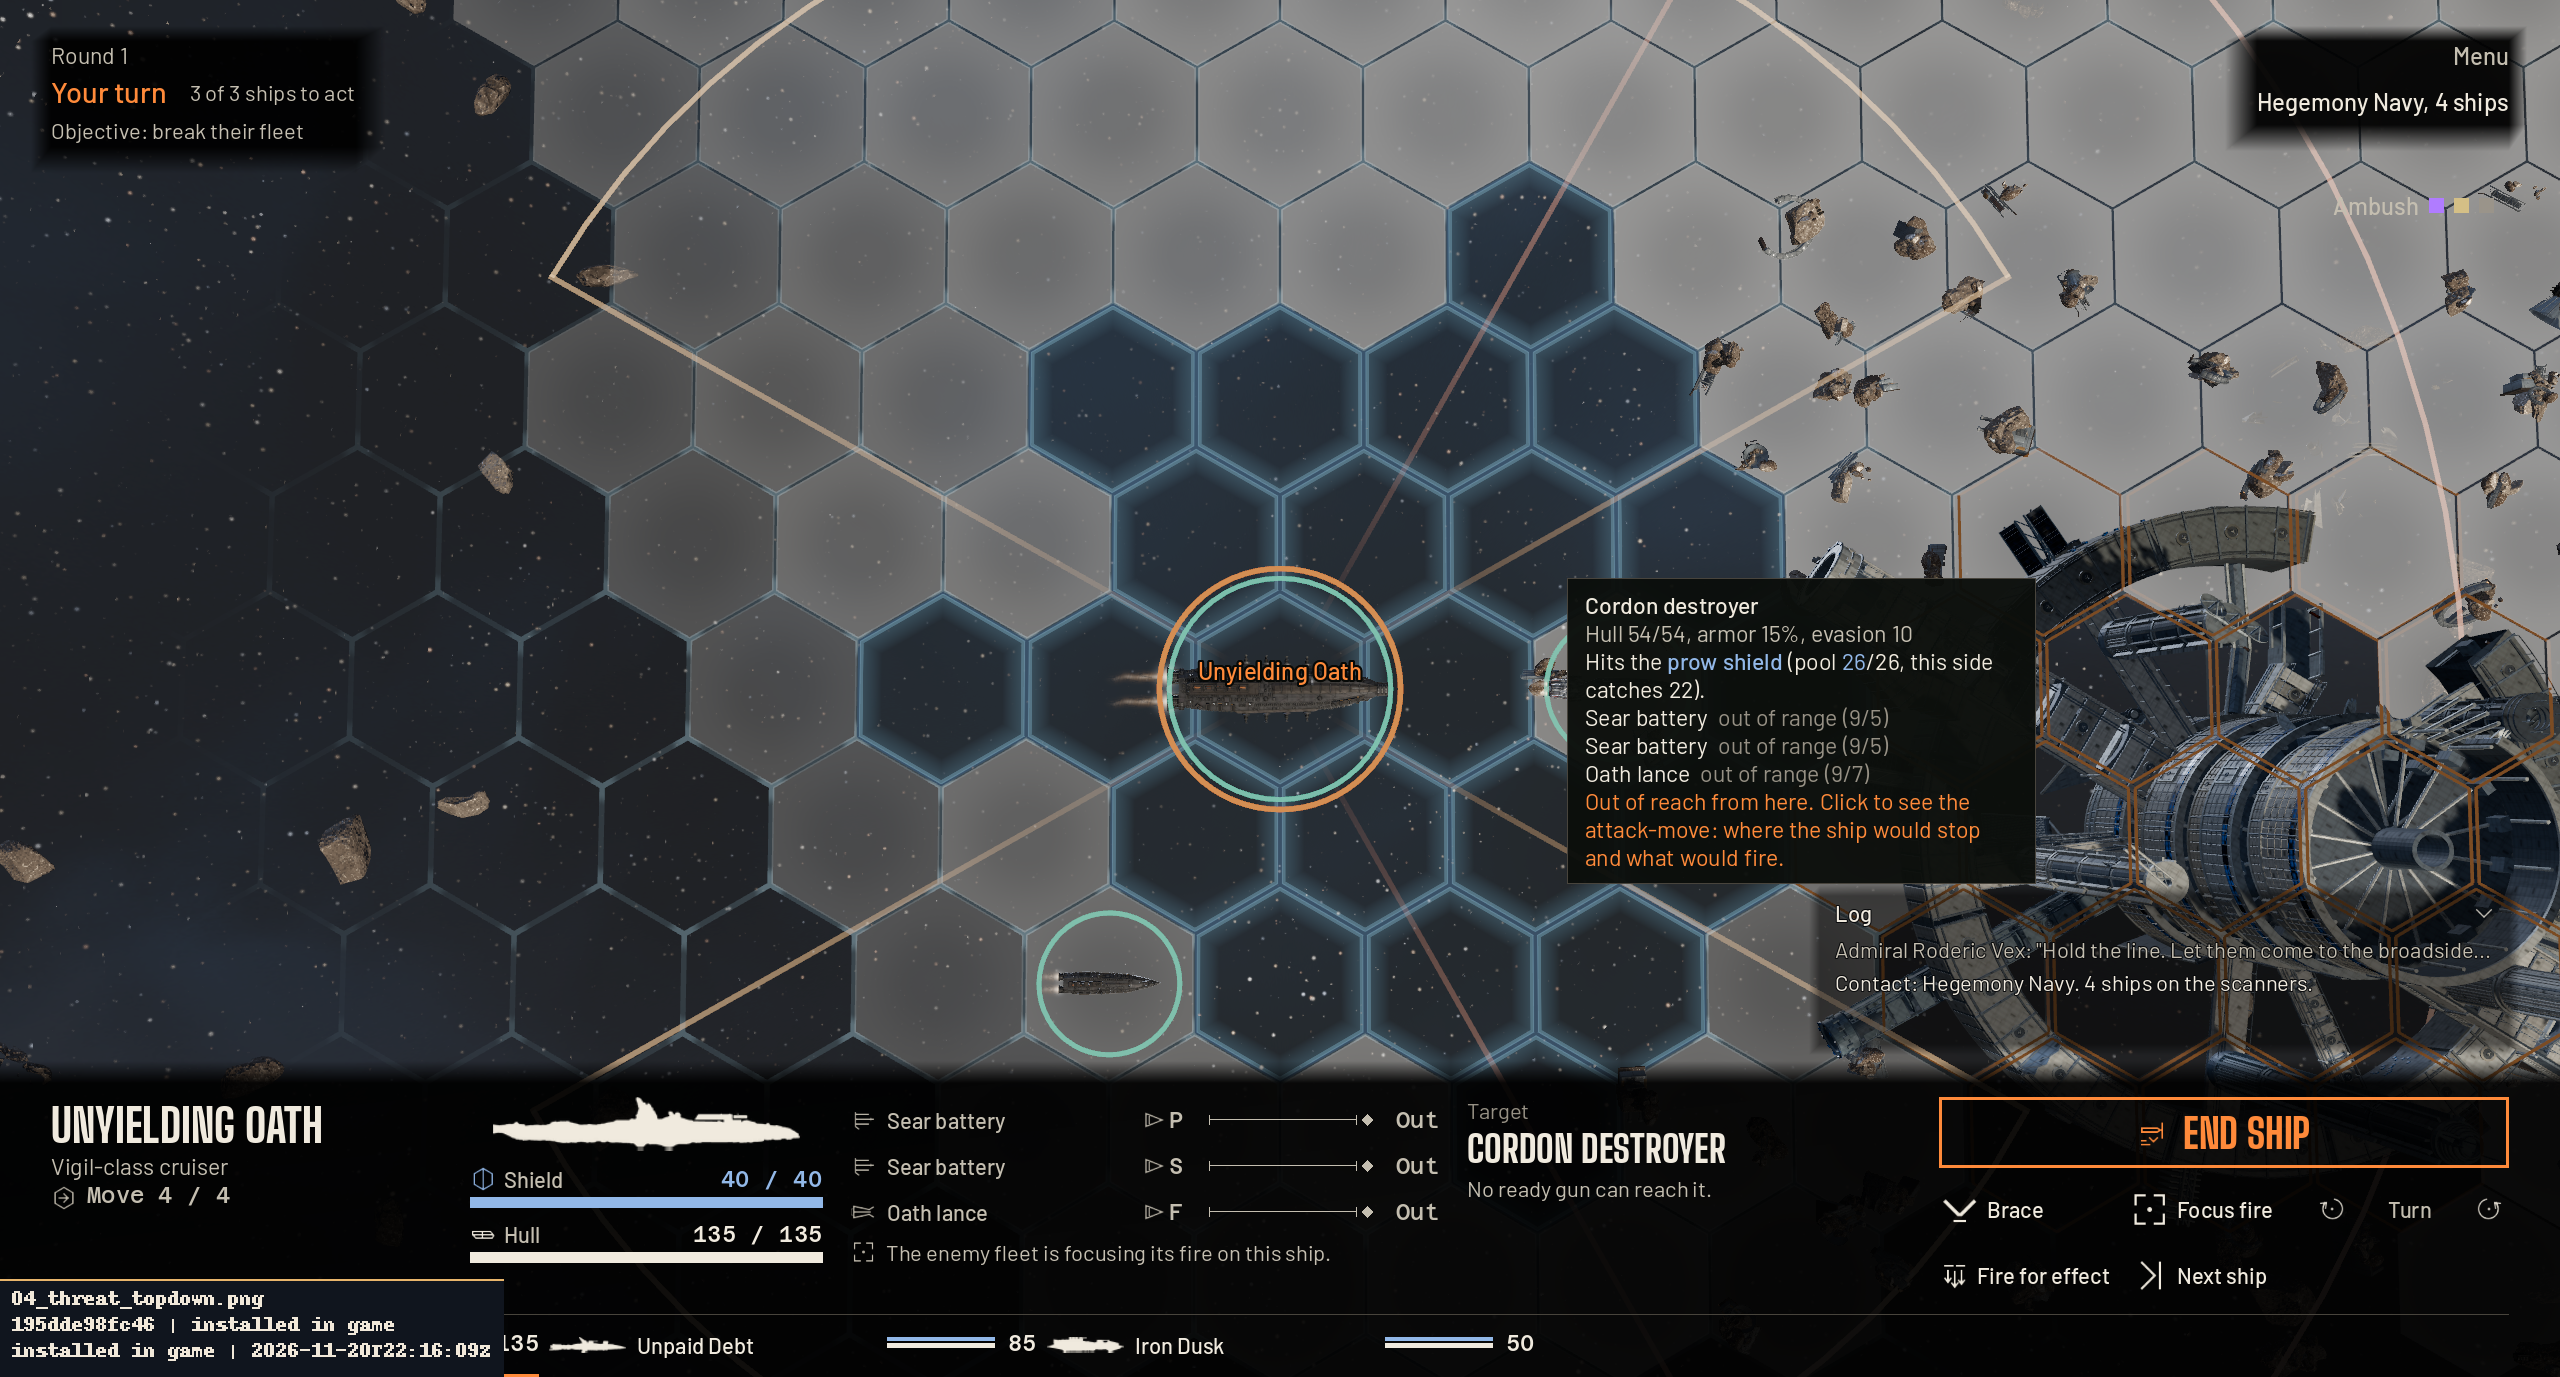 Round 1
Your turn 3 of 3 ships to act
Objective: break their fleet
Menu
Hegemony Navy, 4 ships
Ambush
Unyielding Oath
Cordon destroyer
Hull 54/54, armor 15%, evasion 10
Hits the prow shield (pool 26/26, this side
catches 22).
Sear battery out of range (9/5)
Sear battery out of range (9/5)
Oath lance out of range (9/7)
Out of reach from here. Click to see the
attack-move: where the ship would stop
and what would fire.
Log
Admiral Roderic Vex: "Hold the line. Let them come to the broadside...
Contact: Hegemony Navy. 4 ships on the scanners.
UNYIELDING OATH
Vigil-class cruiser
Move 4 / 4
Shield 40 / 40
Hull 135 / 135
Sear battery P Out
Sear battery S Out
Oath lance F Out
The enemy fleet is focusing its fire on this ship.
Target
CORDON DESTROYER
No ready gun can reach it.
END SHIP
Brace Focus fire Turn
Fire for effect Next ship
04_threat_topdown.png
195dde98fc46 | installed in game
installed in game | 2026-11-20T22:16:09Z
135 Unpaid Debt 85 Iron Dusk 50